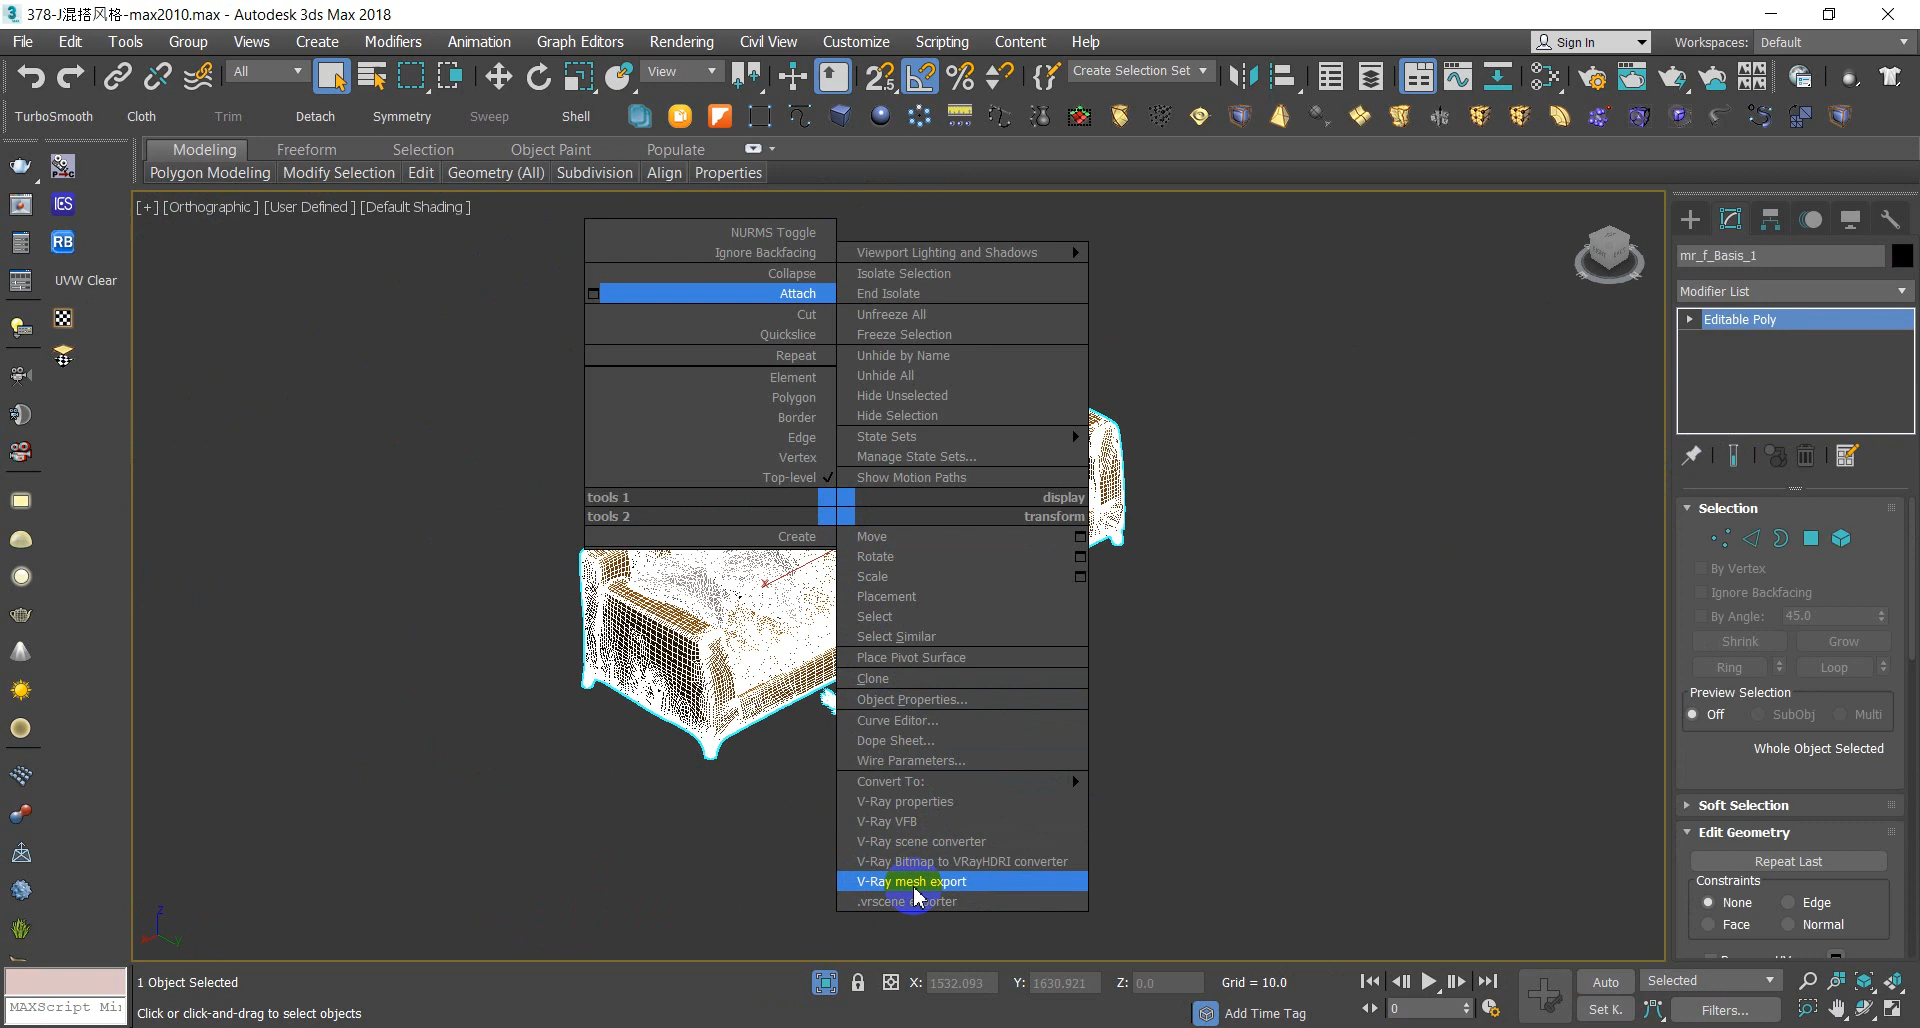 378-J混搭风格-max2010.max - Autodesk 3ds Max 2018
File Edit Tools Group Views Create Modifiers Animation Graph Editors Rendering Civil View Customize Scripting Content Help
Sign In Workspaces: Default
All View Create Selection Set
TurboSmooth Cloth Trim Detach Symmetry Sweep Shell
Modeling Freeform Selection Object Paint Populate
Polygon Modeling Modify Selection Edit Geometry (All) Subdivision Align Properties
IES
RB
UVW Clear
[+] [Orthographic ] [User Defined ] [Default Shading ]
NURMS Toggle
Ignore Backfacing
Collapse
Attach
Cut
Quickslice
Repeat
Element
Polygon
Border
Edge
Vertex
Top-level
tools 1
tools 2
Create
Viewport Lighting and Shadows
Isolate Selection
End Isolate
Unfreeze All
Freeze Selection
Unhide by Name
Unhide All
Hide Unselected
Hide Selection
State Sets
Manage State Sets...
Show Motion Paths
display
transform
Move
Rotate
Scale
Placement
Select
Select Similar
Place Pivot Surface
Clone
Object Properties...
Curve Editor...
Dope Sheet...
Wire Parameters...
Convert To:
V-Ray properties
V-Ray VFB
V-Ray scene converter
V-Ray Bitmap to VRayHDRI converter
V-Ray mesh export
.vrscene exporter
mr_f_Basis_1
Modifier List
Editable Poly
Selection
By Vertex
Ignore Backfacing
By Angle: 45.0
Shrink Grow
Ring Loop
Preview Selection
Off SubObj Multi
Whole Object Selected
Soft Selection
Edit Geometry
Repeat Last
Constraints
None Edge
Face Normal
1 Object Selected
X: 1532.093 Y: 1630.921 Z: 0.0 Grid = 10.0
Auto Selected
MAXScript Mi
Click or click-and-drag to select objects
Add Time Tag
0
Set K. Filters...